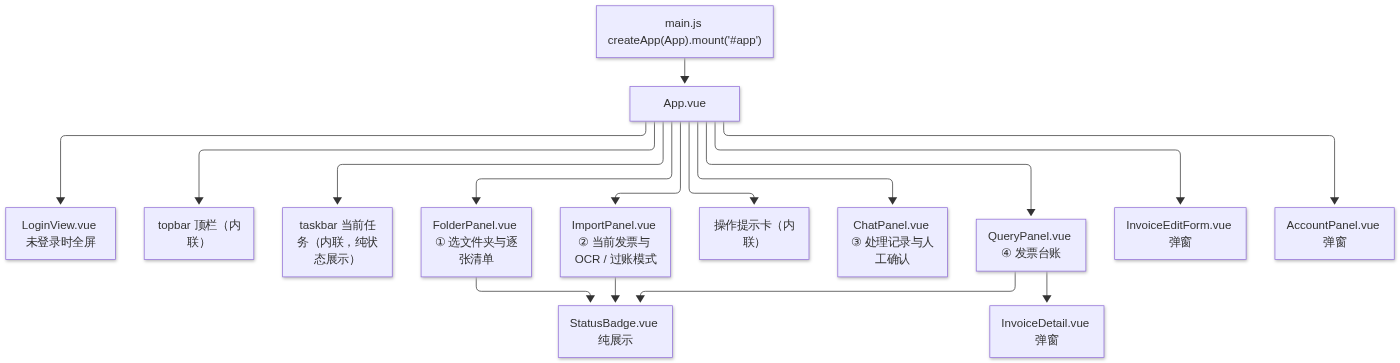 main.js
createApp(App).mount('#app')
App.vue
LoginView.vue
未登录时全屏
topbar 顶栏（内
联）
taskbar 当前任
务（内联，纯状
态展示）
FolderPanel.vue
① 选文件夹与逐
张清单
ImportPanel.vue
② 当前发票与
OCR / 过账模式
操作提示卡（内
联）
ChatPanel.vue
③ 处理记录与人
工确认
QueryPanel.vue
④ 发票台账
InvoiceEditForm.vue
弹窗
AccountPanel.vue
弹窗
StatusBadge.vue
纯展示
InvoiceDetail.vue
弹窗